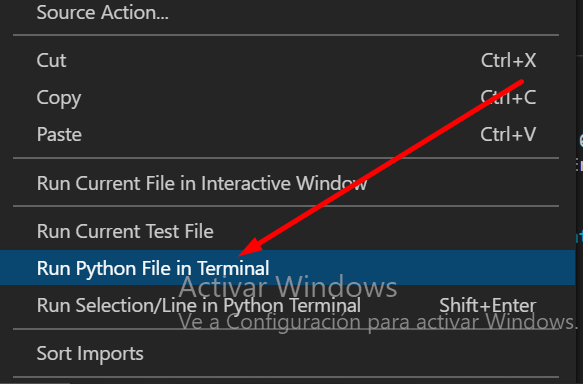 Source Action...
Cut Ctrl+X
Copy Ctrl+C
Paste Ctrl+V
Run Current File in Interactive Window
Run Current Test File
Run Python File in Terminal
Activar Windows
Run Selection/Line in Python Terminal Shift+Enter
Ve a Configuración para activar Windows.
Sort Imports